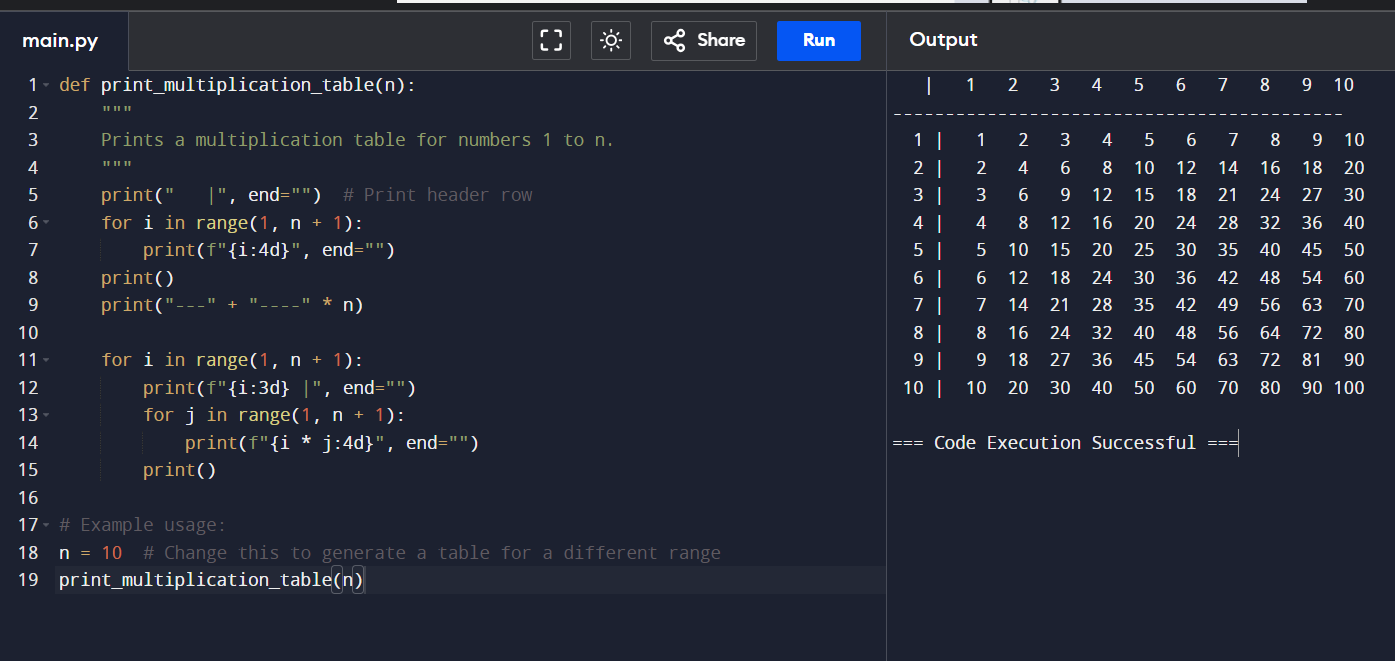 main.py
Share
Run
Output
1 def print_multiplication_table(n):
2     """
3     Prints a multiplication table for numbers 1 to n.
4     """
5     print("   |", end="")  # Print header row
6     for i in range(1, n + 1):
7         print(f"{i:4d}", end="")
8     print()
9     print("---" + "----" * n)
10
11     for i in range(1, n + 1):
12         print(f"{i:3d} |", end="")
13         for j in range(1, n + 1):
14             print(f"{i * j:4d}", end="")
15         print()
16
17 # Example usage:
18 n = 10  # Change this to generate a table for a different range
19 print_multiplication_table(n)
   |   1   2   3   4   5   6   7   8   9  10
-------------------------------------------
  1 |   1   2   3   4   5   6   7   8   9  10
  2 |   2   4   6   8  10  12  14  16  18  20
  3 |   3   6   9  12  15  18  21  24  27  30
  4 |   4   8  12  16  20  24  28  32  36  40
  5 |   5  10  15  20  25  30  35  40  45  50
  6 |   6  12  18  24  30  36  42  48  54  60
  7 |   7  14  21  28  35  42  49  56  63  70
  8 |   8  16  24  32  40  48  56  64  72  80
  9 |   9  18  27  36  45  54  63  72  81  90
 10 |  10  20  30  40  50  60  70  80  90 100
=== Code Execution Successful ===